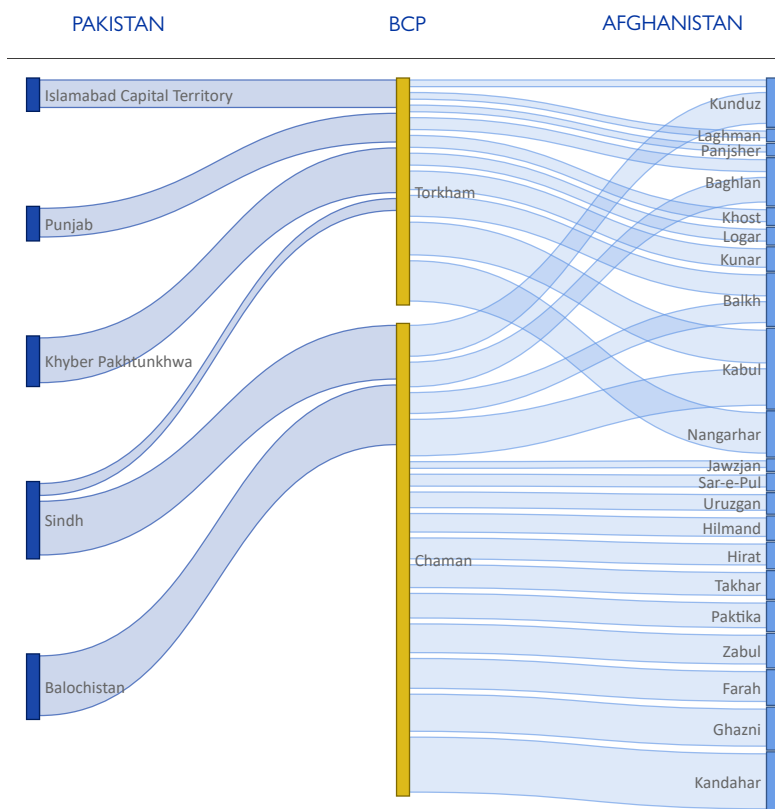 PAKISTAN BCP AFGHANISTAN
Islamabad Capital Territory
Punjab
Khyber Pakhtunkhwa
Sindh
Balochistan
Torkham
Chaman
Kunduz
Laghman
Panjsher
Baghlan
Khost
Logar
Kunar
Balkh
Kabul
Nangarhar
Jawzjan
Sar-e-Pul
Uruzgan
Hilmand
Hirat
Takhar
Paktika
Zabul
Farah
Ghazni
Kandahar